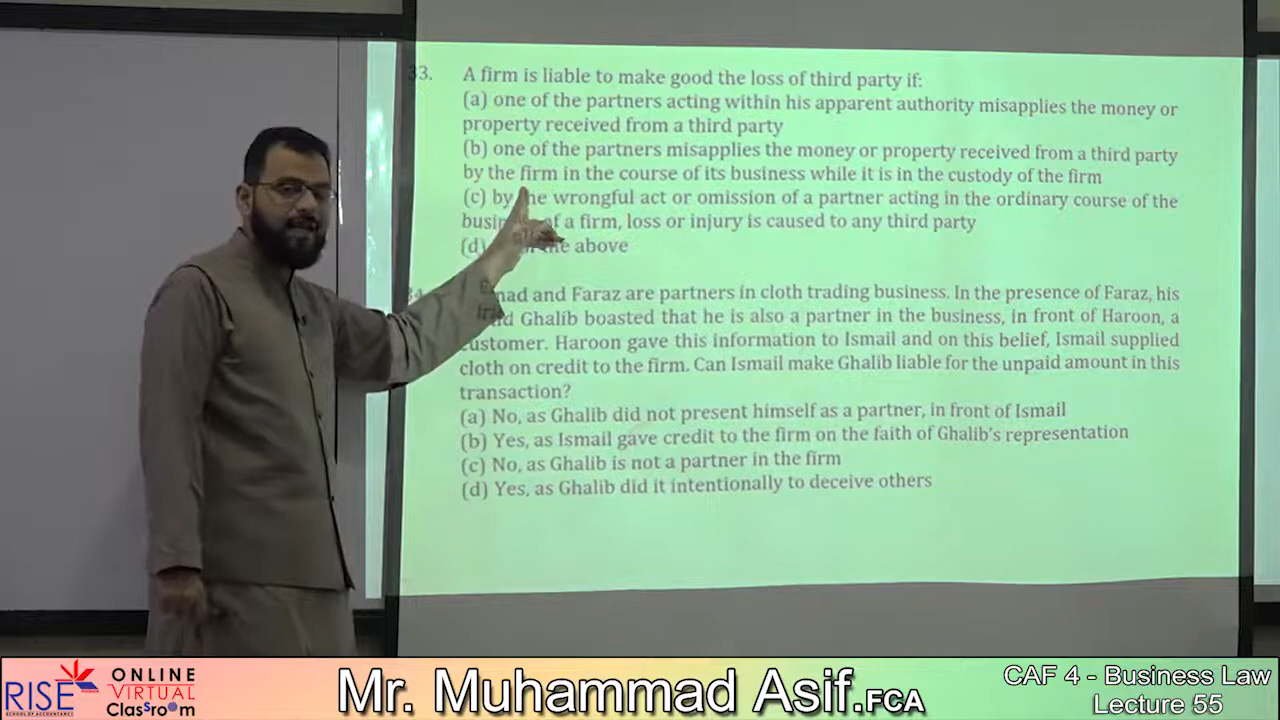 33. A firm is liable to make good the loss of third party if:
(a) one of the partners acting within his apparent authority misapplies the money or
property received from a third party
(b) one of the partners misapplies the money or property received from a third party
by the firm in the course of its business while it is in the custody of the firm
(c) by the wrongful act or omission of a partner acting in the ordinary course of the
of a firm, loss or injury is caused to any third party
(d) the above
and Faraz are partners in cloth trading business. In the presence of Faraz, his
Ghalib boasted that he is also a partner in the business, in front of Haroon, a
customer. Haroon gave this information to Ismail and on this belief, Ismail supplied
cloth on credit to the firm. Can Ismail make Ghalib liable for the unpaid amount in this
transaction?
(a) No, as Ghalib did not present himself as a partner, in front of Ismail
(b) Yes, as Ismail gave credit to the firm on the faith of Ghalib's representation
(c) No, as Ghalib is not a partner in the firm
(d) Yes, as Ghalib did it intentionally to deceive others
RISE
SCHOOL OF ACCOUNTANCY
ONLINE
VIRTUAL
ClasSroom
Mr. Muhammad Asif.FCA
CAF 4 - Business Law
Lecture 55